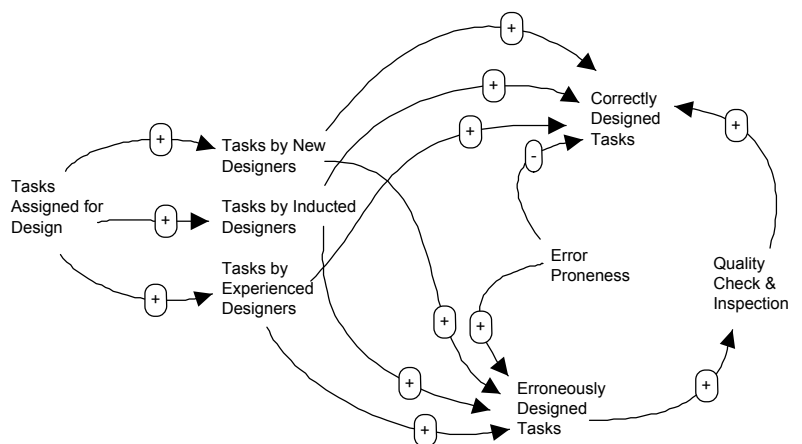 +
+
Correctly
Designed
Tasks
+
+
+
-
Tasks by New
Designers
Tasks
Assigned for
Design
+
Tasks by Inducted
Designers
Tasks by
Experienced
Designers
+
Error
Proneness
Quality
Check &
Inspection
+
+
+
+
+
Erroneously
Designed
Tasks
+